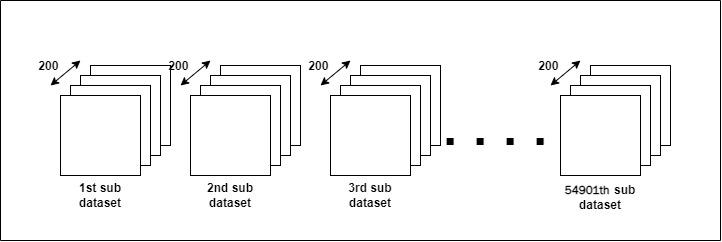 200 200 200 200
1st sub 2nd sub 3rd sub 54901th sub
dataset dataset dataset dataset